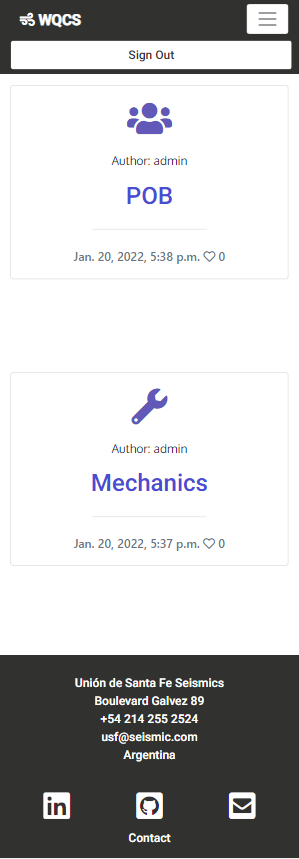 WQCS
Sign Out
Author: admin
POB
Jan. 20, 2022, 5:38 p.m. 0
Author: admin
Mechanics
Jan. 20, 2022, 5:37 p.m. 0
Unión de Santa Fe Seismics
Boulevard Galvez 89
+54 214 255 2524
usf@seismic.com
Argentina
Contact